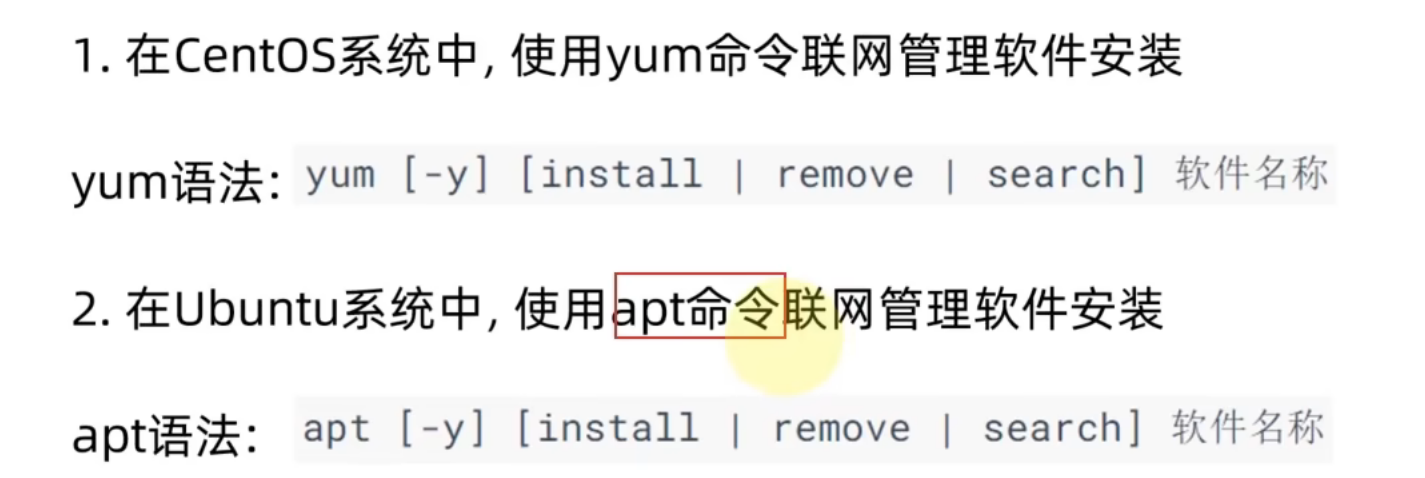 1. 在CentOS系统中, 使用yum命令联网管理软件安装
yum语法: yum [-y] [install | remove | search] 软件名称
2. 在Ubuntu系统中, 使用apt命令联网管理软件安装
apt语法: apt [-y] [install | remove | search] 软件名称